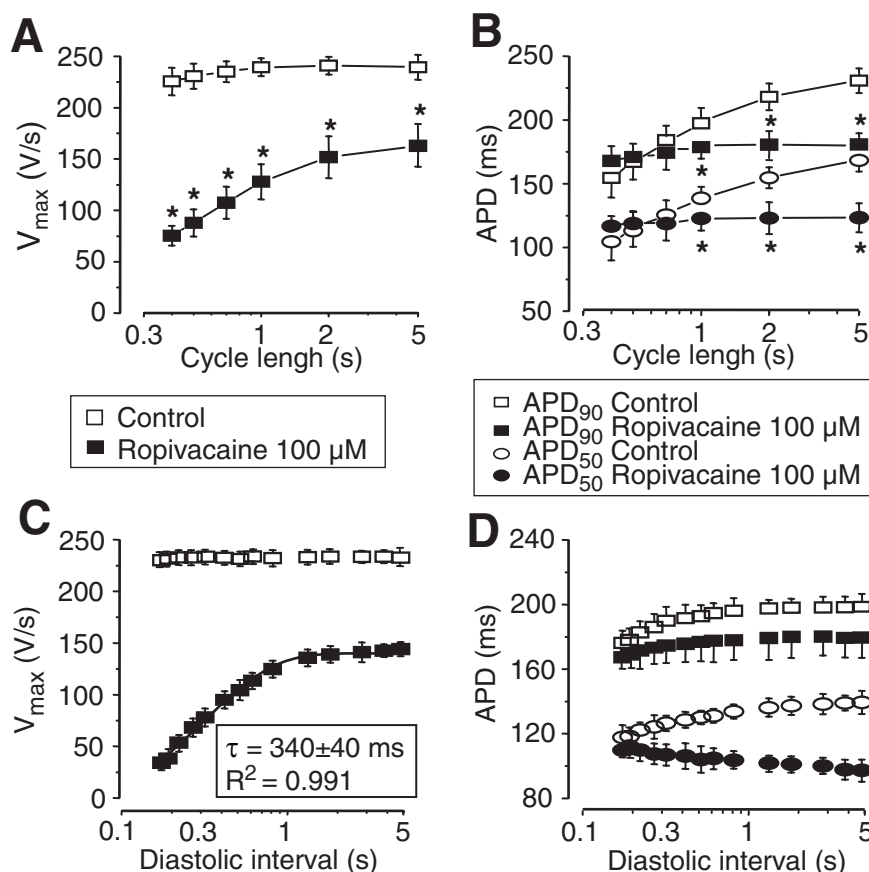 A
V_max (V/s)
250
200
150
100
50
0
* * * * * *
0.3 1 2 5
Cycle lengh (s)
□ Control
■ Ropivacaine 100 µM
B
APD (ms)
250
200
150
100
50
* *
*
* * *
0.3 1 2 5
Cycle lengh (s)
□ APD90 Control
■ APD90 Ropivacaine 100 µM
○ APD50 Control
● APD50 Ropivacaine 100 µM
C
V_max (V/s)
250
200
150
100
50
0
τ = 340±40 ms
R² = 0.991
0.1 0.3 1 5
Diastolic interval (s)
D
APD (ms)
240
200
160
120
80
0.1 0.3 1 5
Diastolic interval (s)